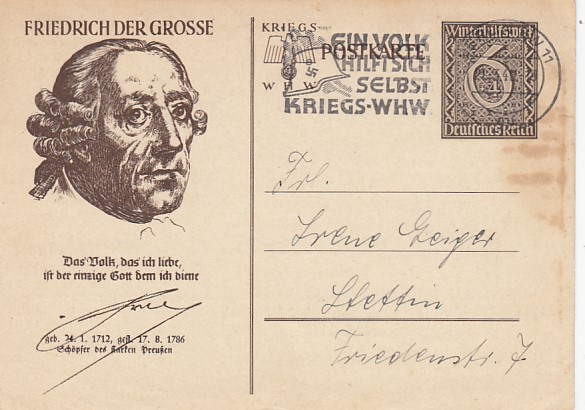 FRIEDRICH DER GROSSE
Das Volk, das ich liebe,
ist der einzige Gott dem ich diene
geb. 24. 1. 1712, gest. 17. 8. 1786
Schöpfer des starken Preußen
KRIEGS-
POSTKARTE
W H W
EIN VOLK
HILFT SICH
SELBST
KRIEGS-WHW
Winterhilfswerk
6
Deutsches Reich
11
Frl.
Irene Geiger
Stettin
Friedenstr. 7